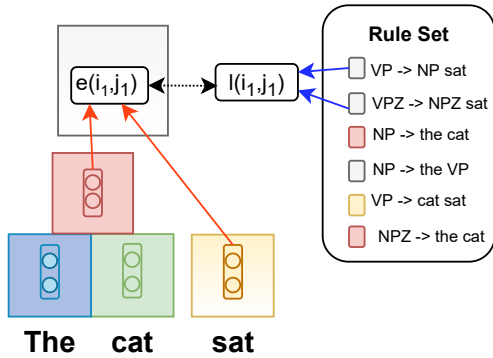 Rule Set
e(i₁,j₁)
l(i₁,j₁)
VP -> NP sat
VPZ -> NPZ sat
NP -> the cat
NP -> the VP
VP -> cat sat
NPZ -> the cat
The cat sat